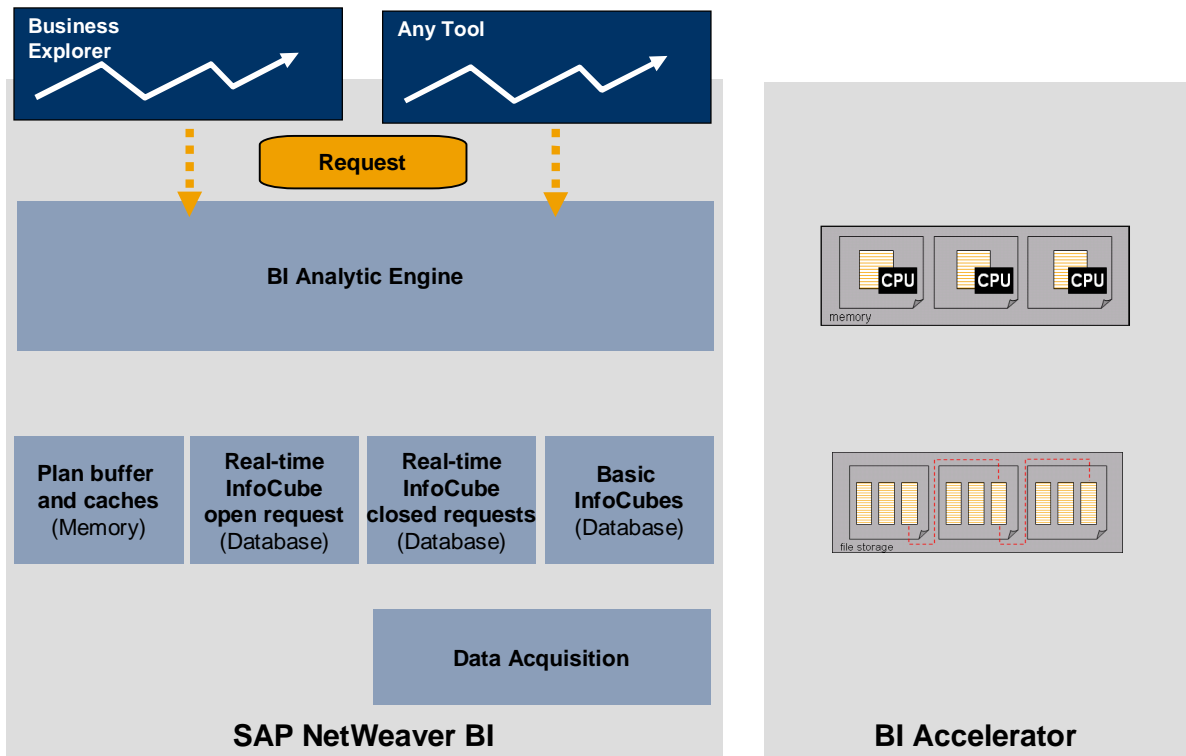 Business
Explorer
Any Tool
Request
BI Analytic Engine
Plan buffer
and caches
(Memory)
Real-time
InfoCube
open request
(Database)
Real-time
InfoCube
closed requests
(Database)
Basic
InfoCubes
(Database)
Data Acquisition
SAP NetWeaver BI
CPU
CPU
CPU
memory
file storage
BI Accelerator